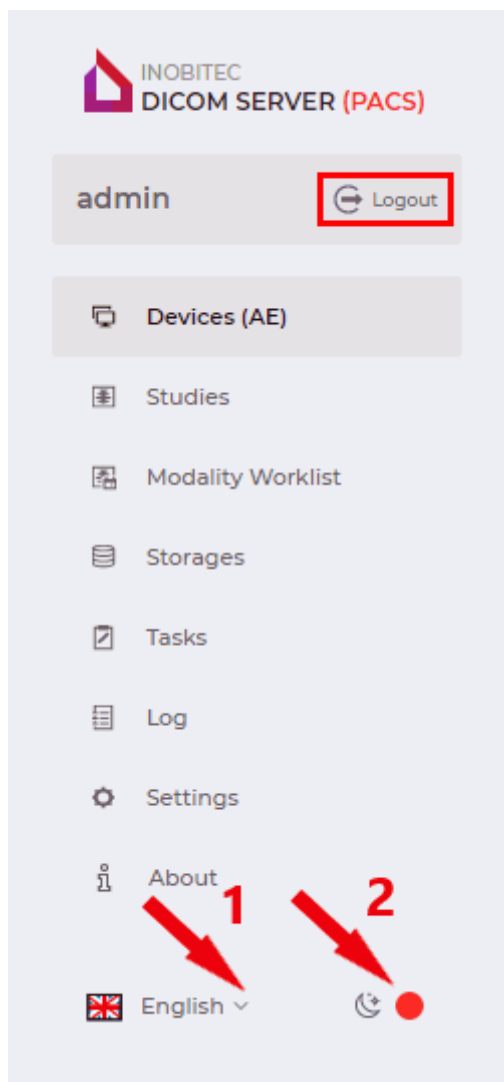 INOBITEC
DICOM SERVER (PACS)
admin
Logout
Devices (AE)
Studies
Modality Worklist
Storages
Tasks
Log
Settings
About
1
2
English